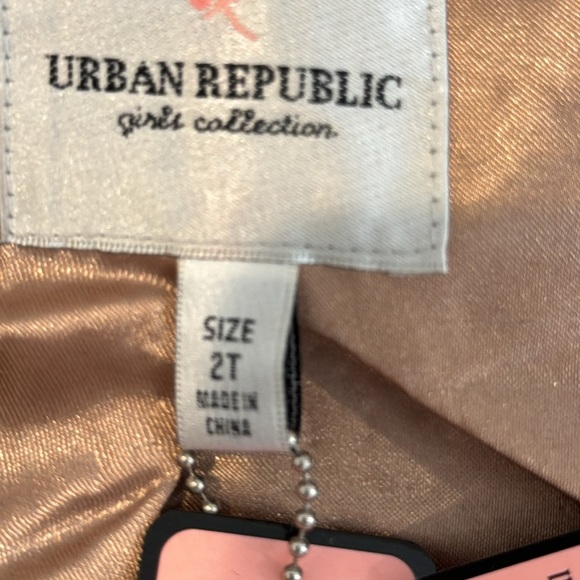 URBAN REPUBLIC
girls collection
SIZE
2T
MADE IN
CHINA